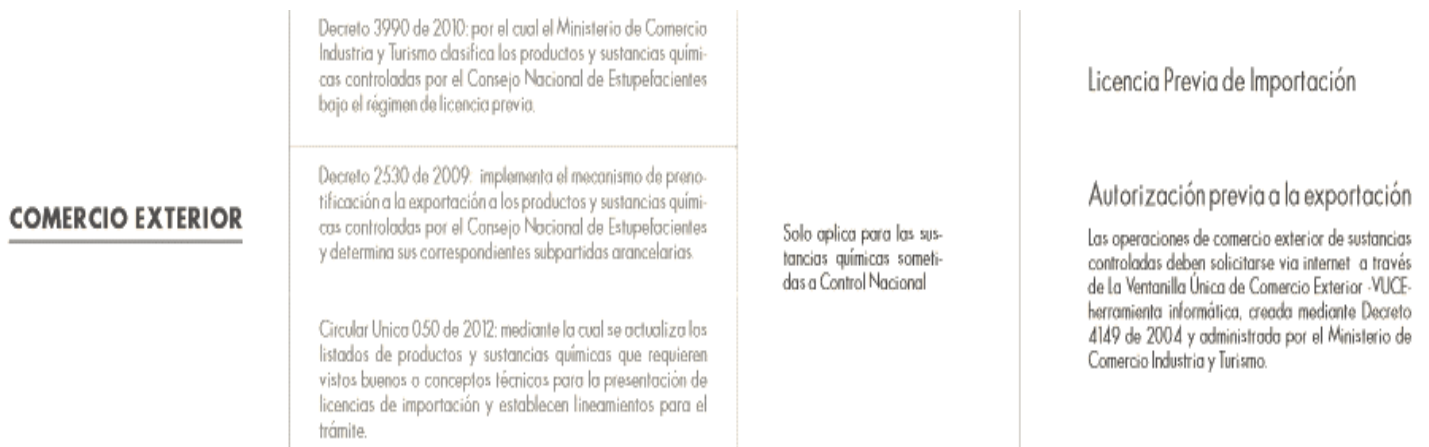 COMERCIO EXTERIOR
Decreto 3990 de 2010: por el cual el Ministerio de Comercio
Industria y Turismo clasifica los productos y sustancias quími-
cas controladas por el Consejo Nacional de Estupefacientes
bajo el régimen de licencia previa.
Decreto 2530 de 2009: implementa el mecanismo de preno-
tificación a la exportación a los productos y sustancias quími-
cas controladas por el Consejo Nacional de Estupefacientes
y determina sus correspondientes subpartidas arancelarias.
Circular Unica 050 de 2012: mediante la cual se actualiza los
listados de productos y sustancias químicas que requieren
vistos buenos o conceptos técnicos para la presentación de
licencias de importación y establecen lineamientos para el
trámite.
Solo aplica para las sus-
tancias químicas someti-
das a Control Nacional
Licencia Previa de Importación
Autorización previa a la exportación
Las operaciones de comercio exterior de sustancias
controladas deben solicitarse via internet a través
de La Ventanilla Única de Comercio Exterior -VUCE-
herramienta informática, creada mediante Decreto
4149 de 2004 y administrada por el Ministerio de
Comercio Industria y Turismo.